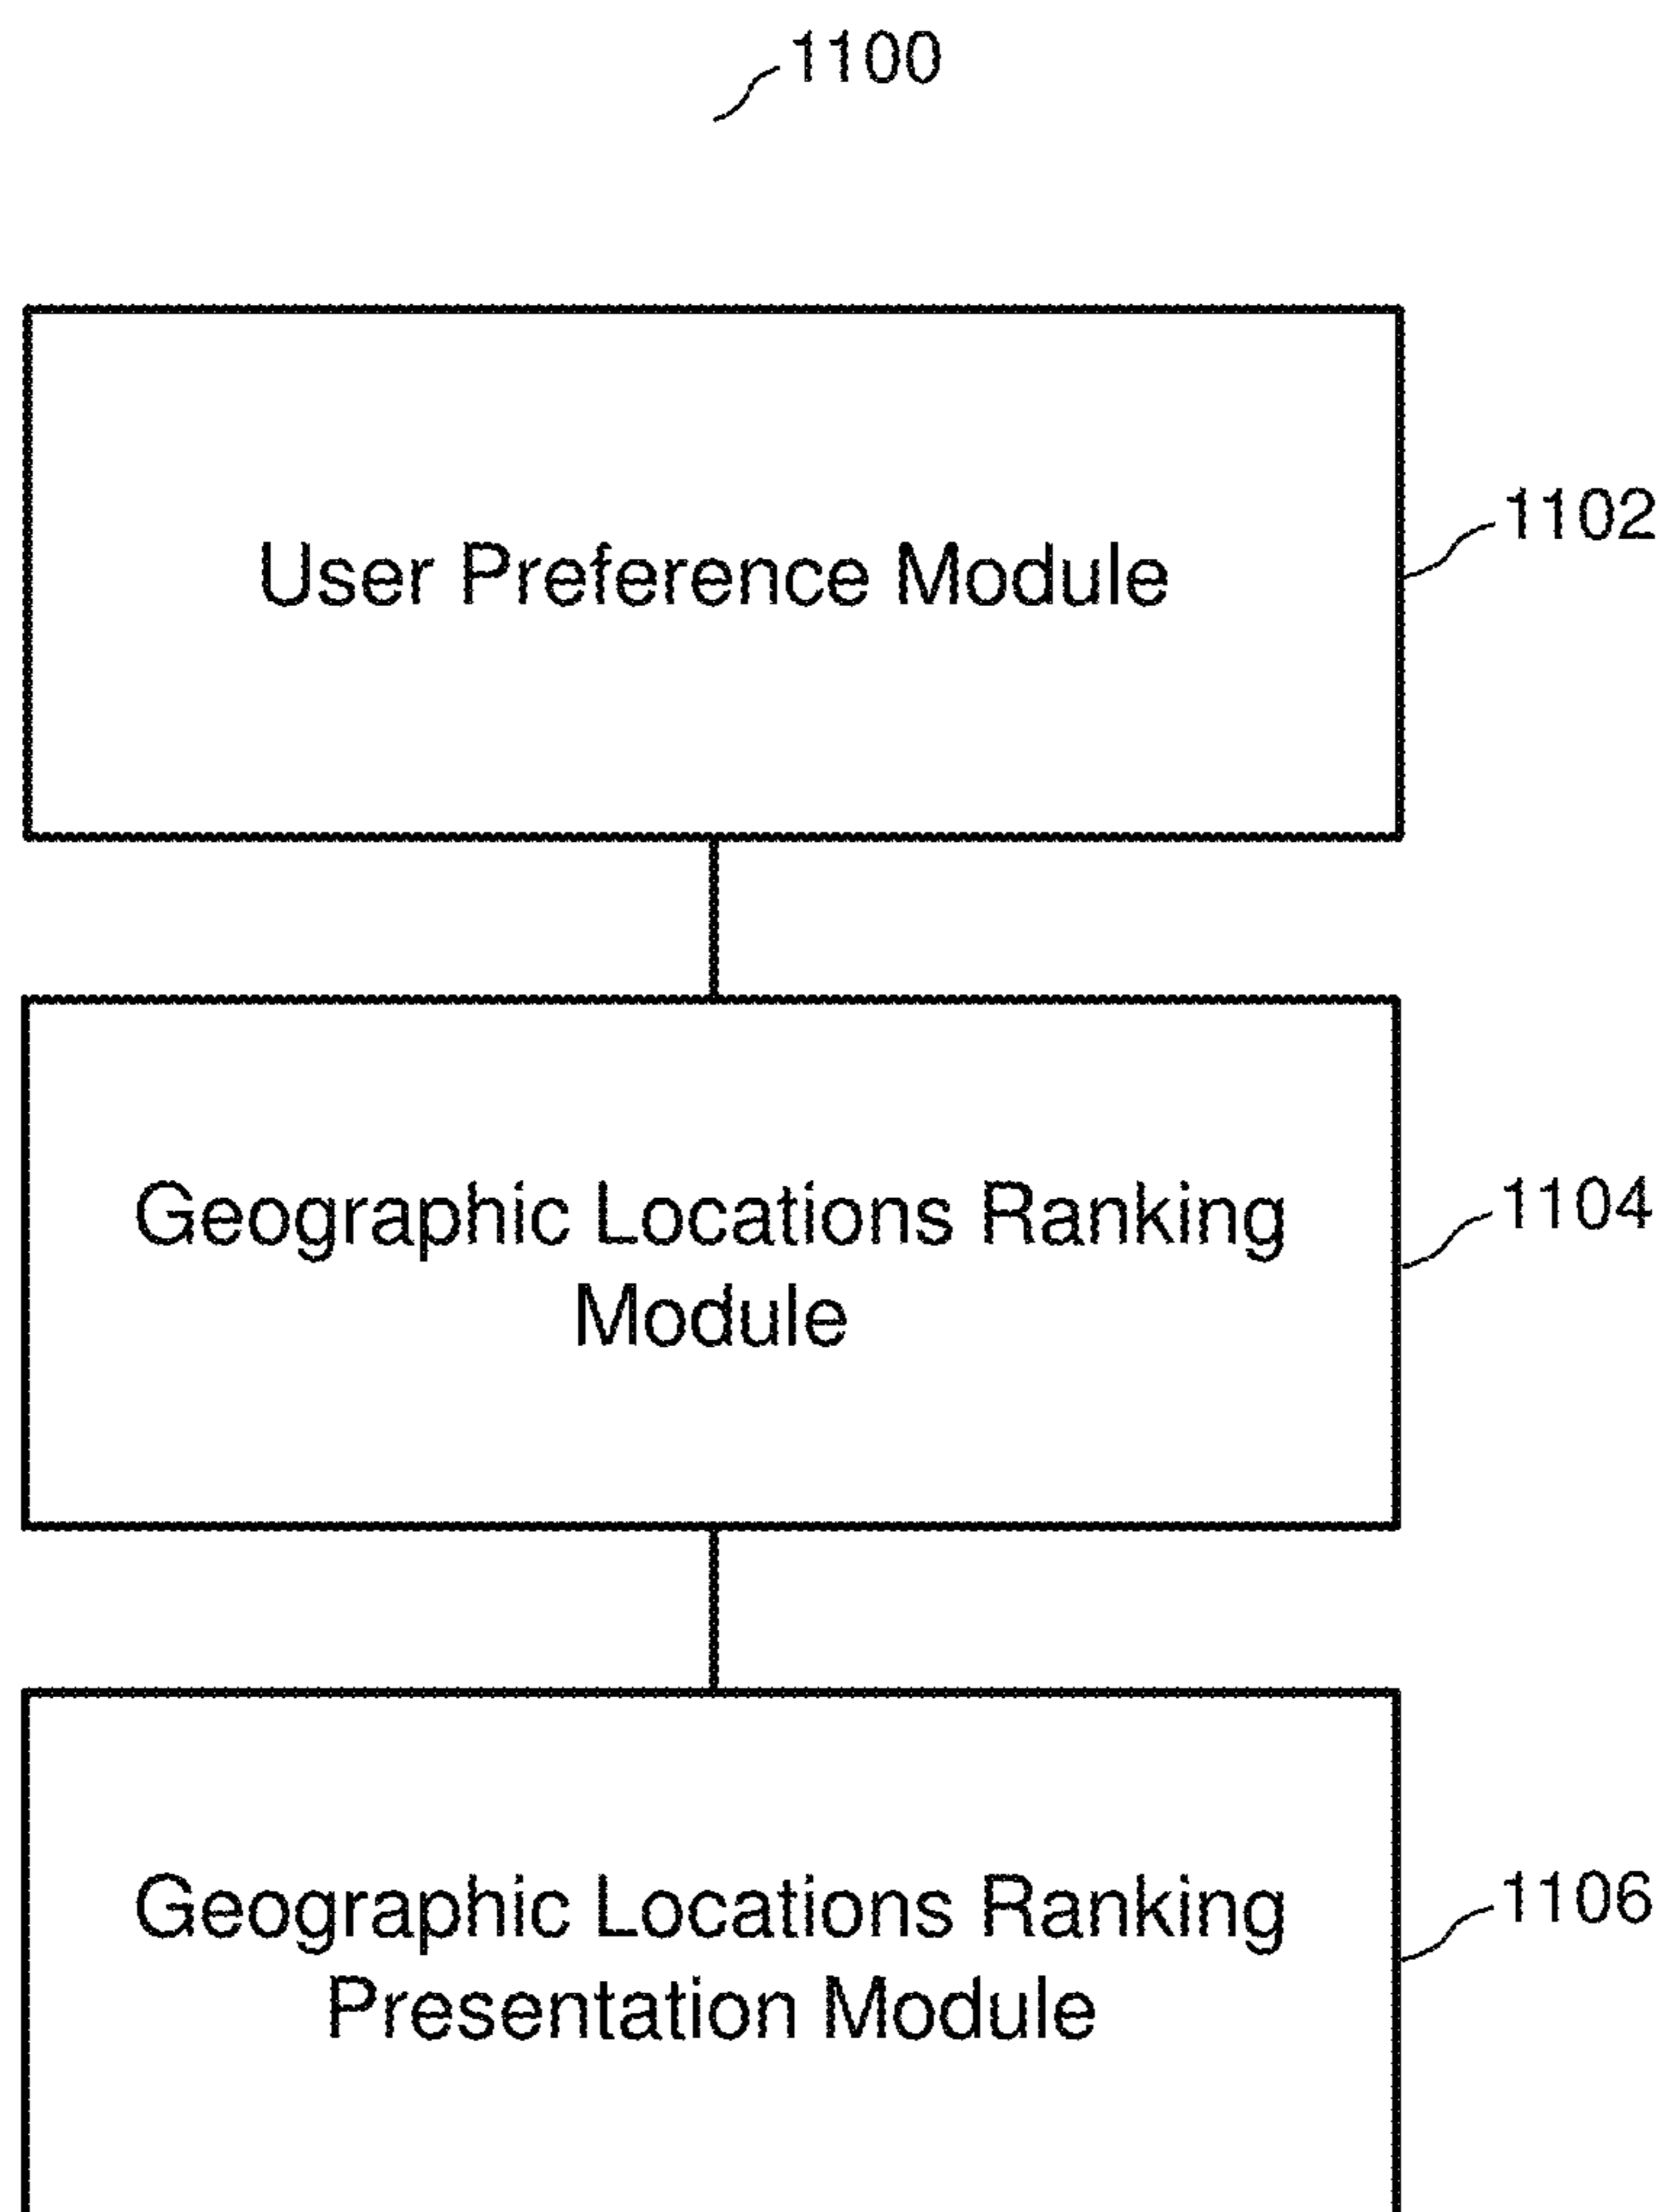 1100
User Preference Module
1102
Geographic Locations Ranking
Module
1104
Geographic Locations Ranking
Presentation Module
1106